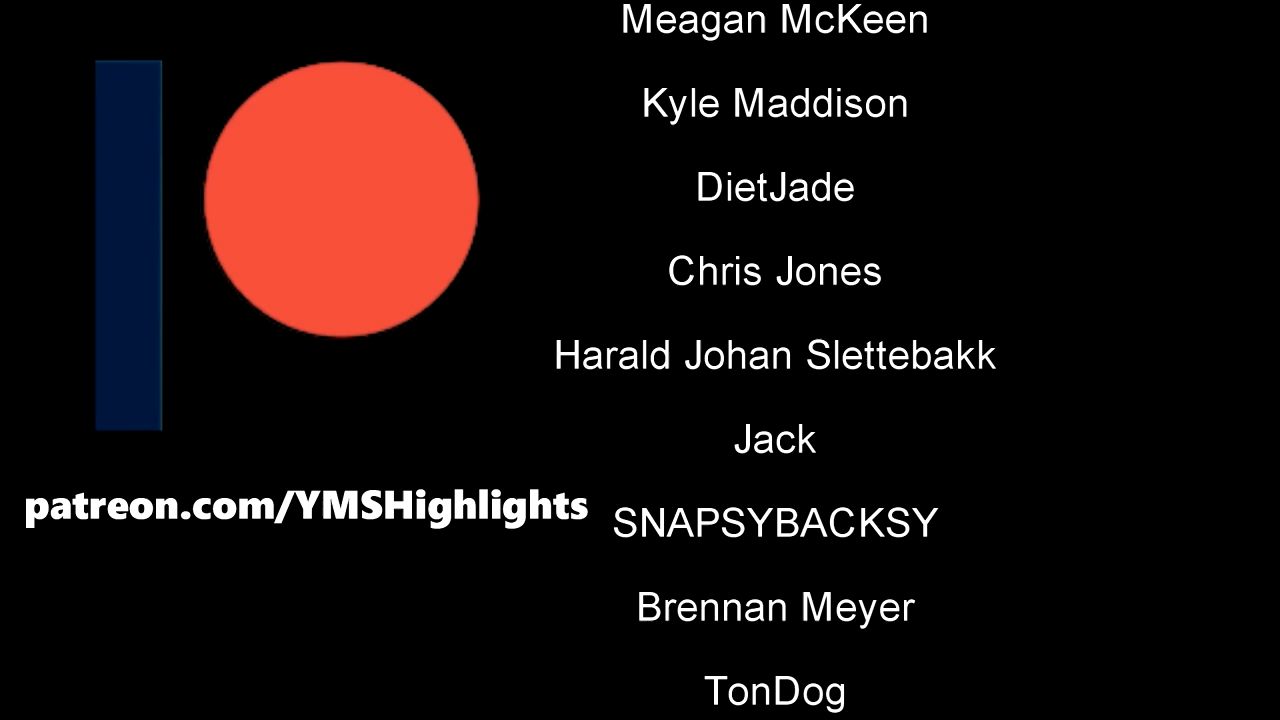 Meagan McKeen
Kyle Maddison
DietJade
Chris Jones
Harald Johan Slettebakk
Jack
patreon.com/YMSHighlights
SNAPSYBACKSY
Brennan Meyer
TonDog